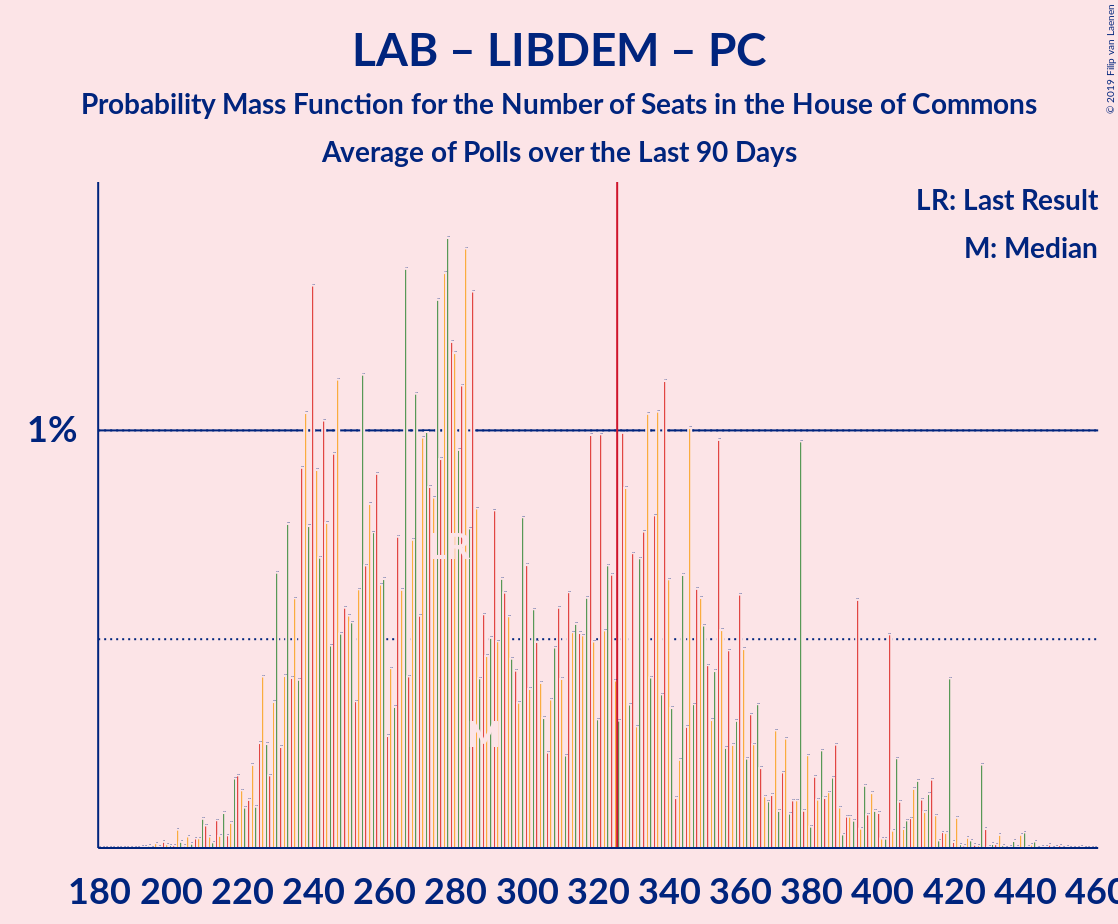 LAB – LIBDEM – PC
Probability Mass Function for the Number of Seats in the House of Commons
Average of Polls over the Last 90 Days
© 2019 Filip van Laenen
LR: Last Result
M: Median
1%
LR
M
180 200 220 240 260 280 300 320 340 360 380 400 420 440 460